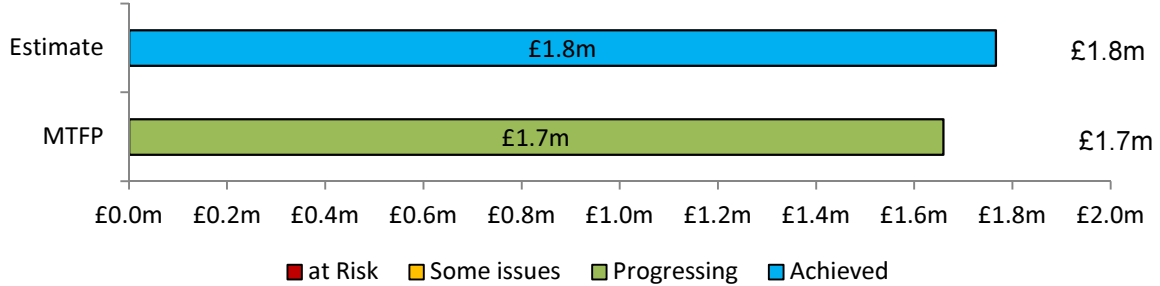 Estimate £1.8m £1.8m
MTFP £1.7m £1.7m
£0.0m £0.2m £0.4m £0.6m £0.8m £1.0m £1.2m £1.4m £1.6m £1.8m £2.0m
at Risk Some issues Progressing Achieved